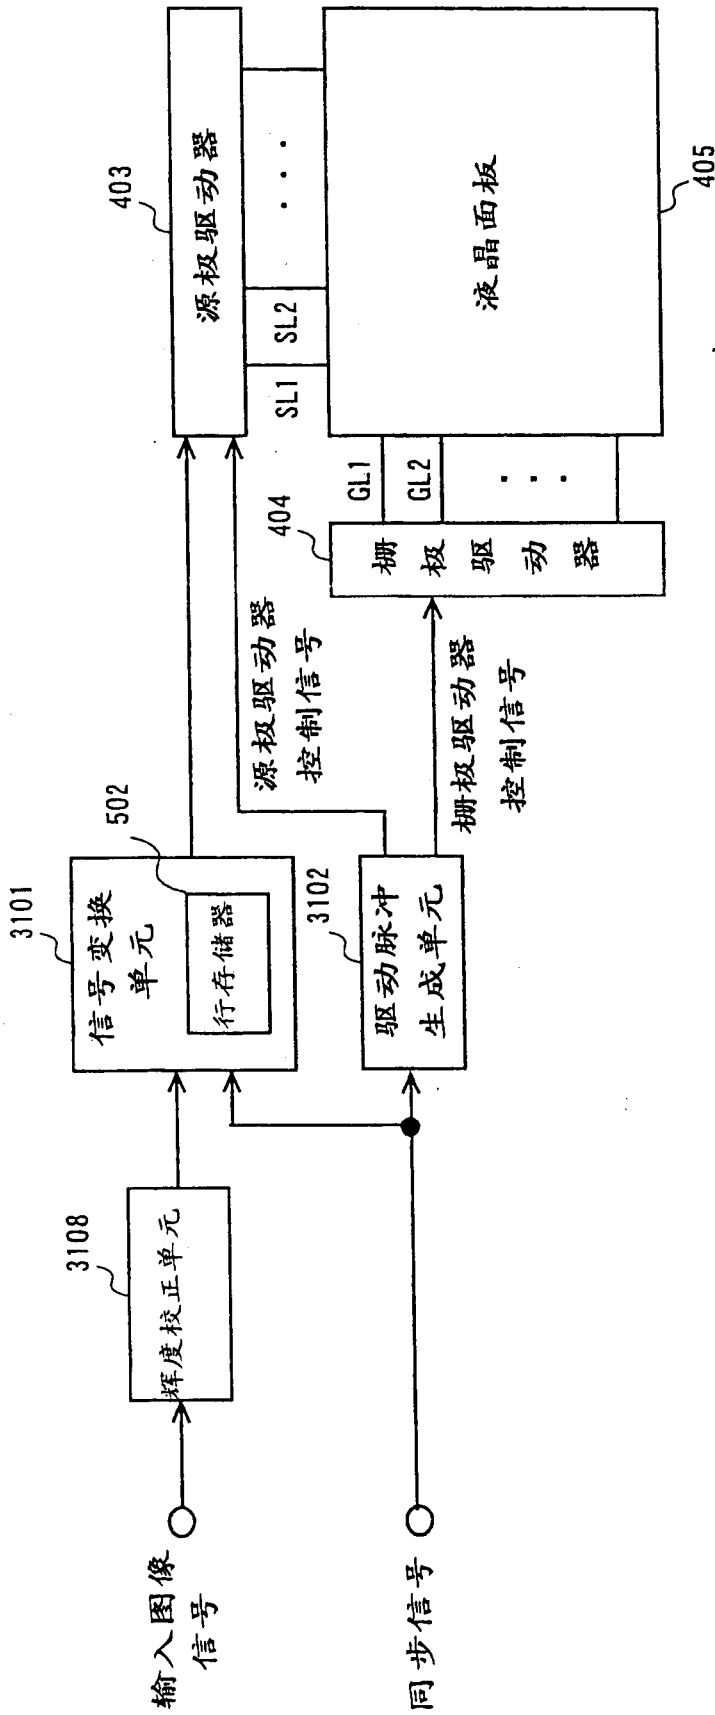 输入图像
信号
同步信号
3108
辉度校正单元
3101
信号变换
单元
502
行存储器
3102
驱动脉冲
生成单元
源极驱动器
控制信号
栅极驱动器
控制信号
403
源极驱动器
404
栅极驱动器
SL1
SL2
GL1
GL2
液晶面板
405